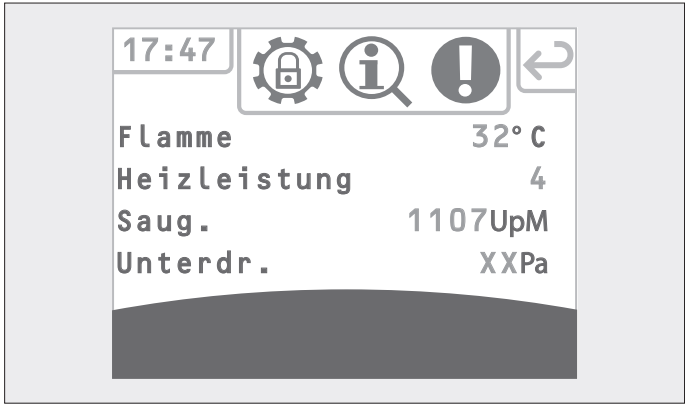 17:47
Flamme 32°C
Heizleistung 4
Saug. 1107UpM
Unterdr. XXPa